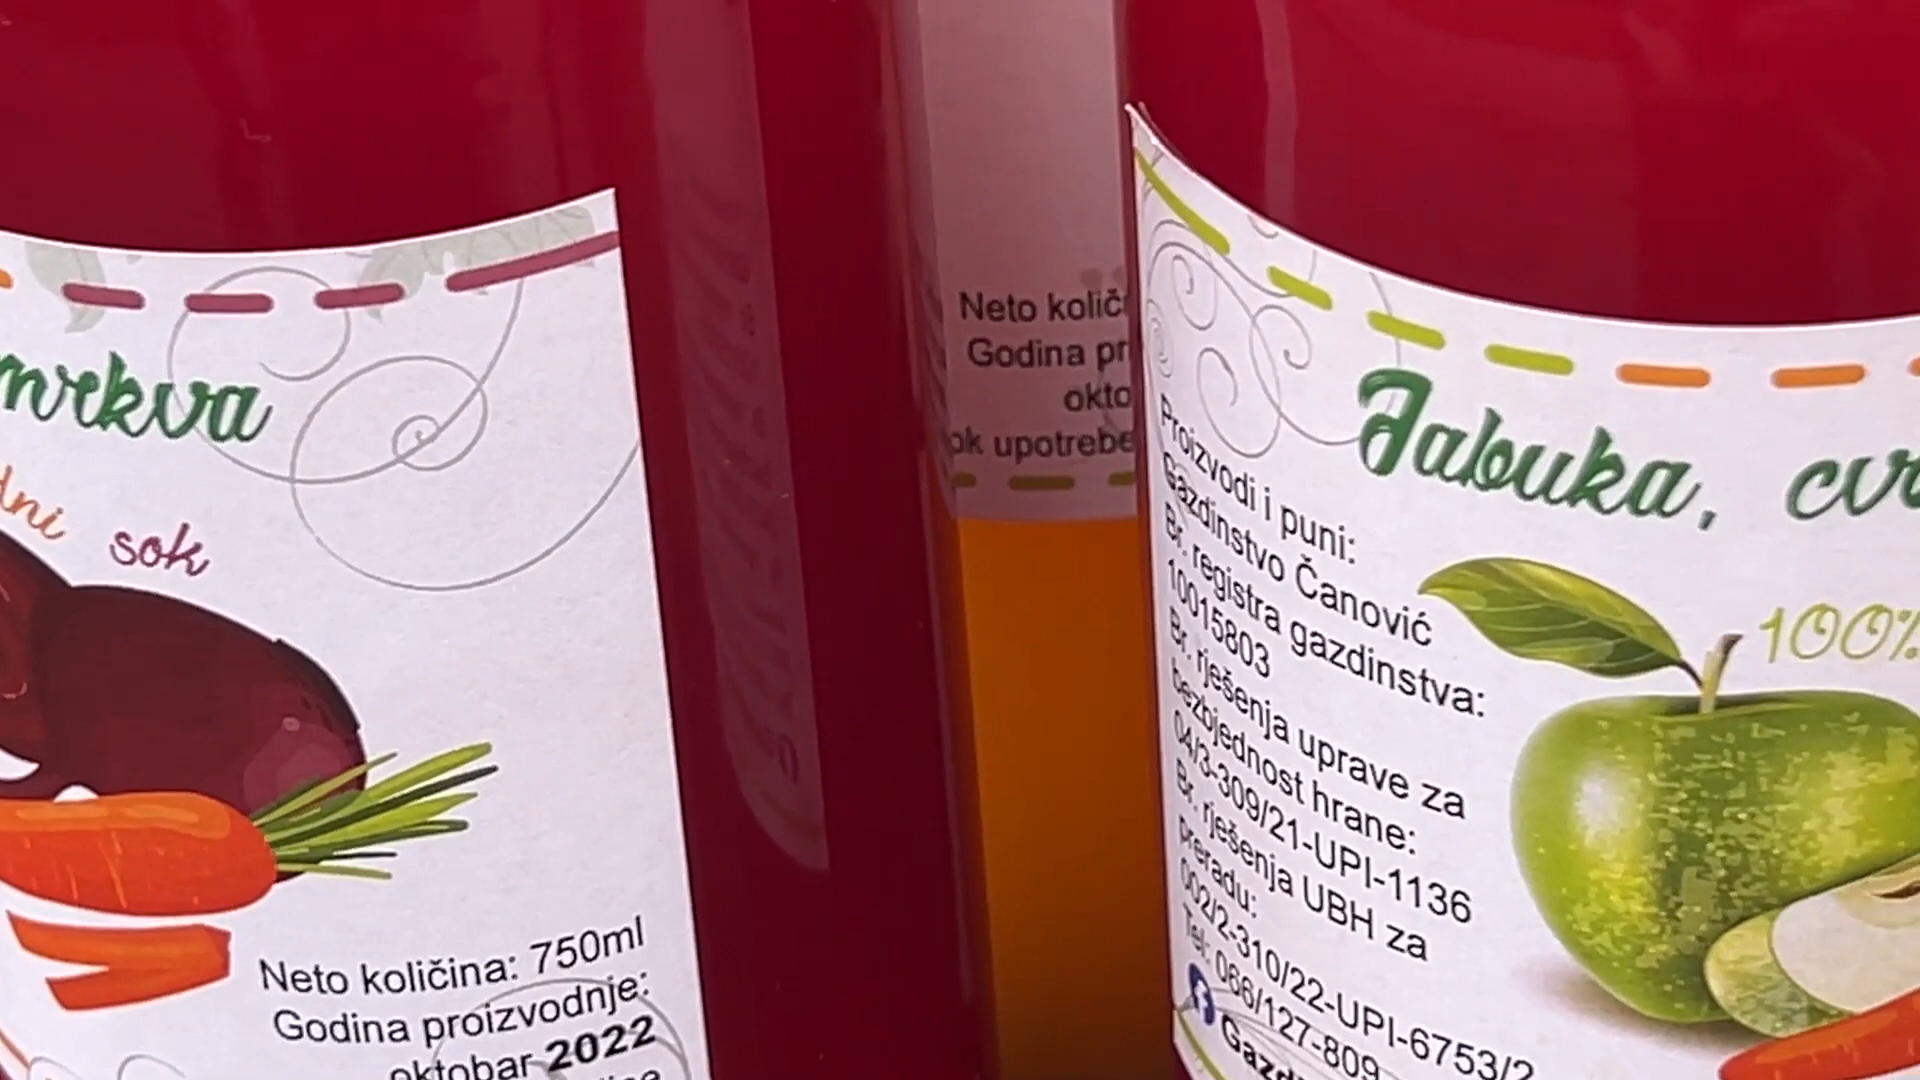 mrkva
sok
Neto količina: 750ml
Godina proizvodnje:
oktobar 2022
Neto količ
Godina pr
okto
ok upotrebe
Jabuka, cv
100%
Proizvodi i puni:
Gazdinstvo Čanović
Br. registra gazdinstva:
10015803
Br. rješenja uprave za
bezbjednost hrane:
04/3-309/21-UPI-1136
Br. rješenja UBH za
preradu:
002/2-310/22-UPI-6753/2
Tel: 066/127-809
Gazd